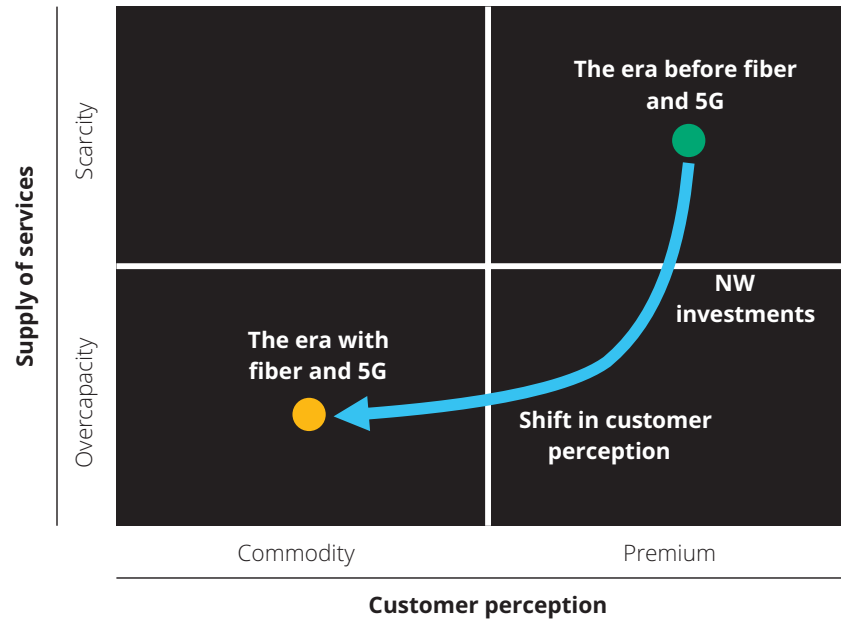 Supply of services
Scarcity
Overcapacity
The era before fiber
and 5G
NW
investments
The era with
fiber and 5G
Shift in customer
perception
Commodity
Premium
Customer perception